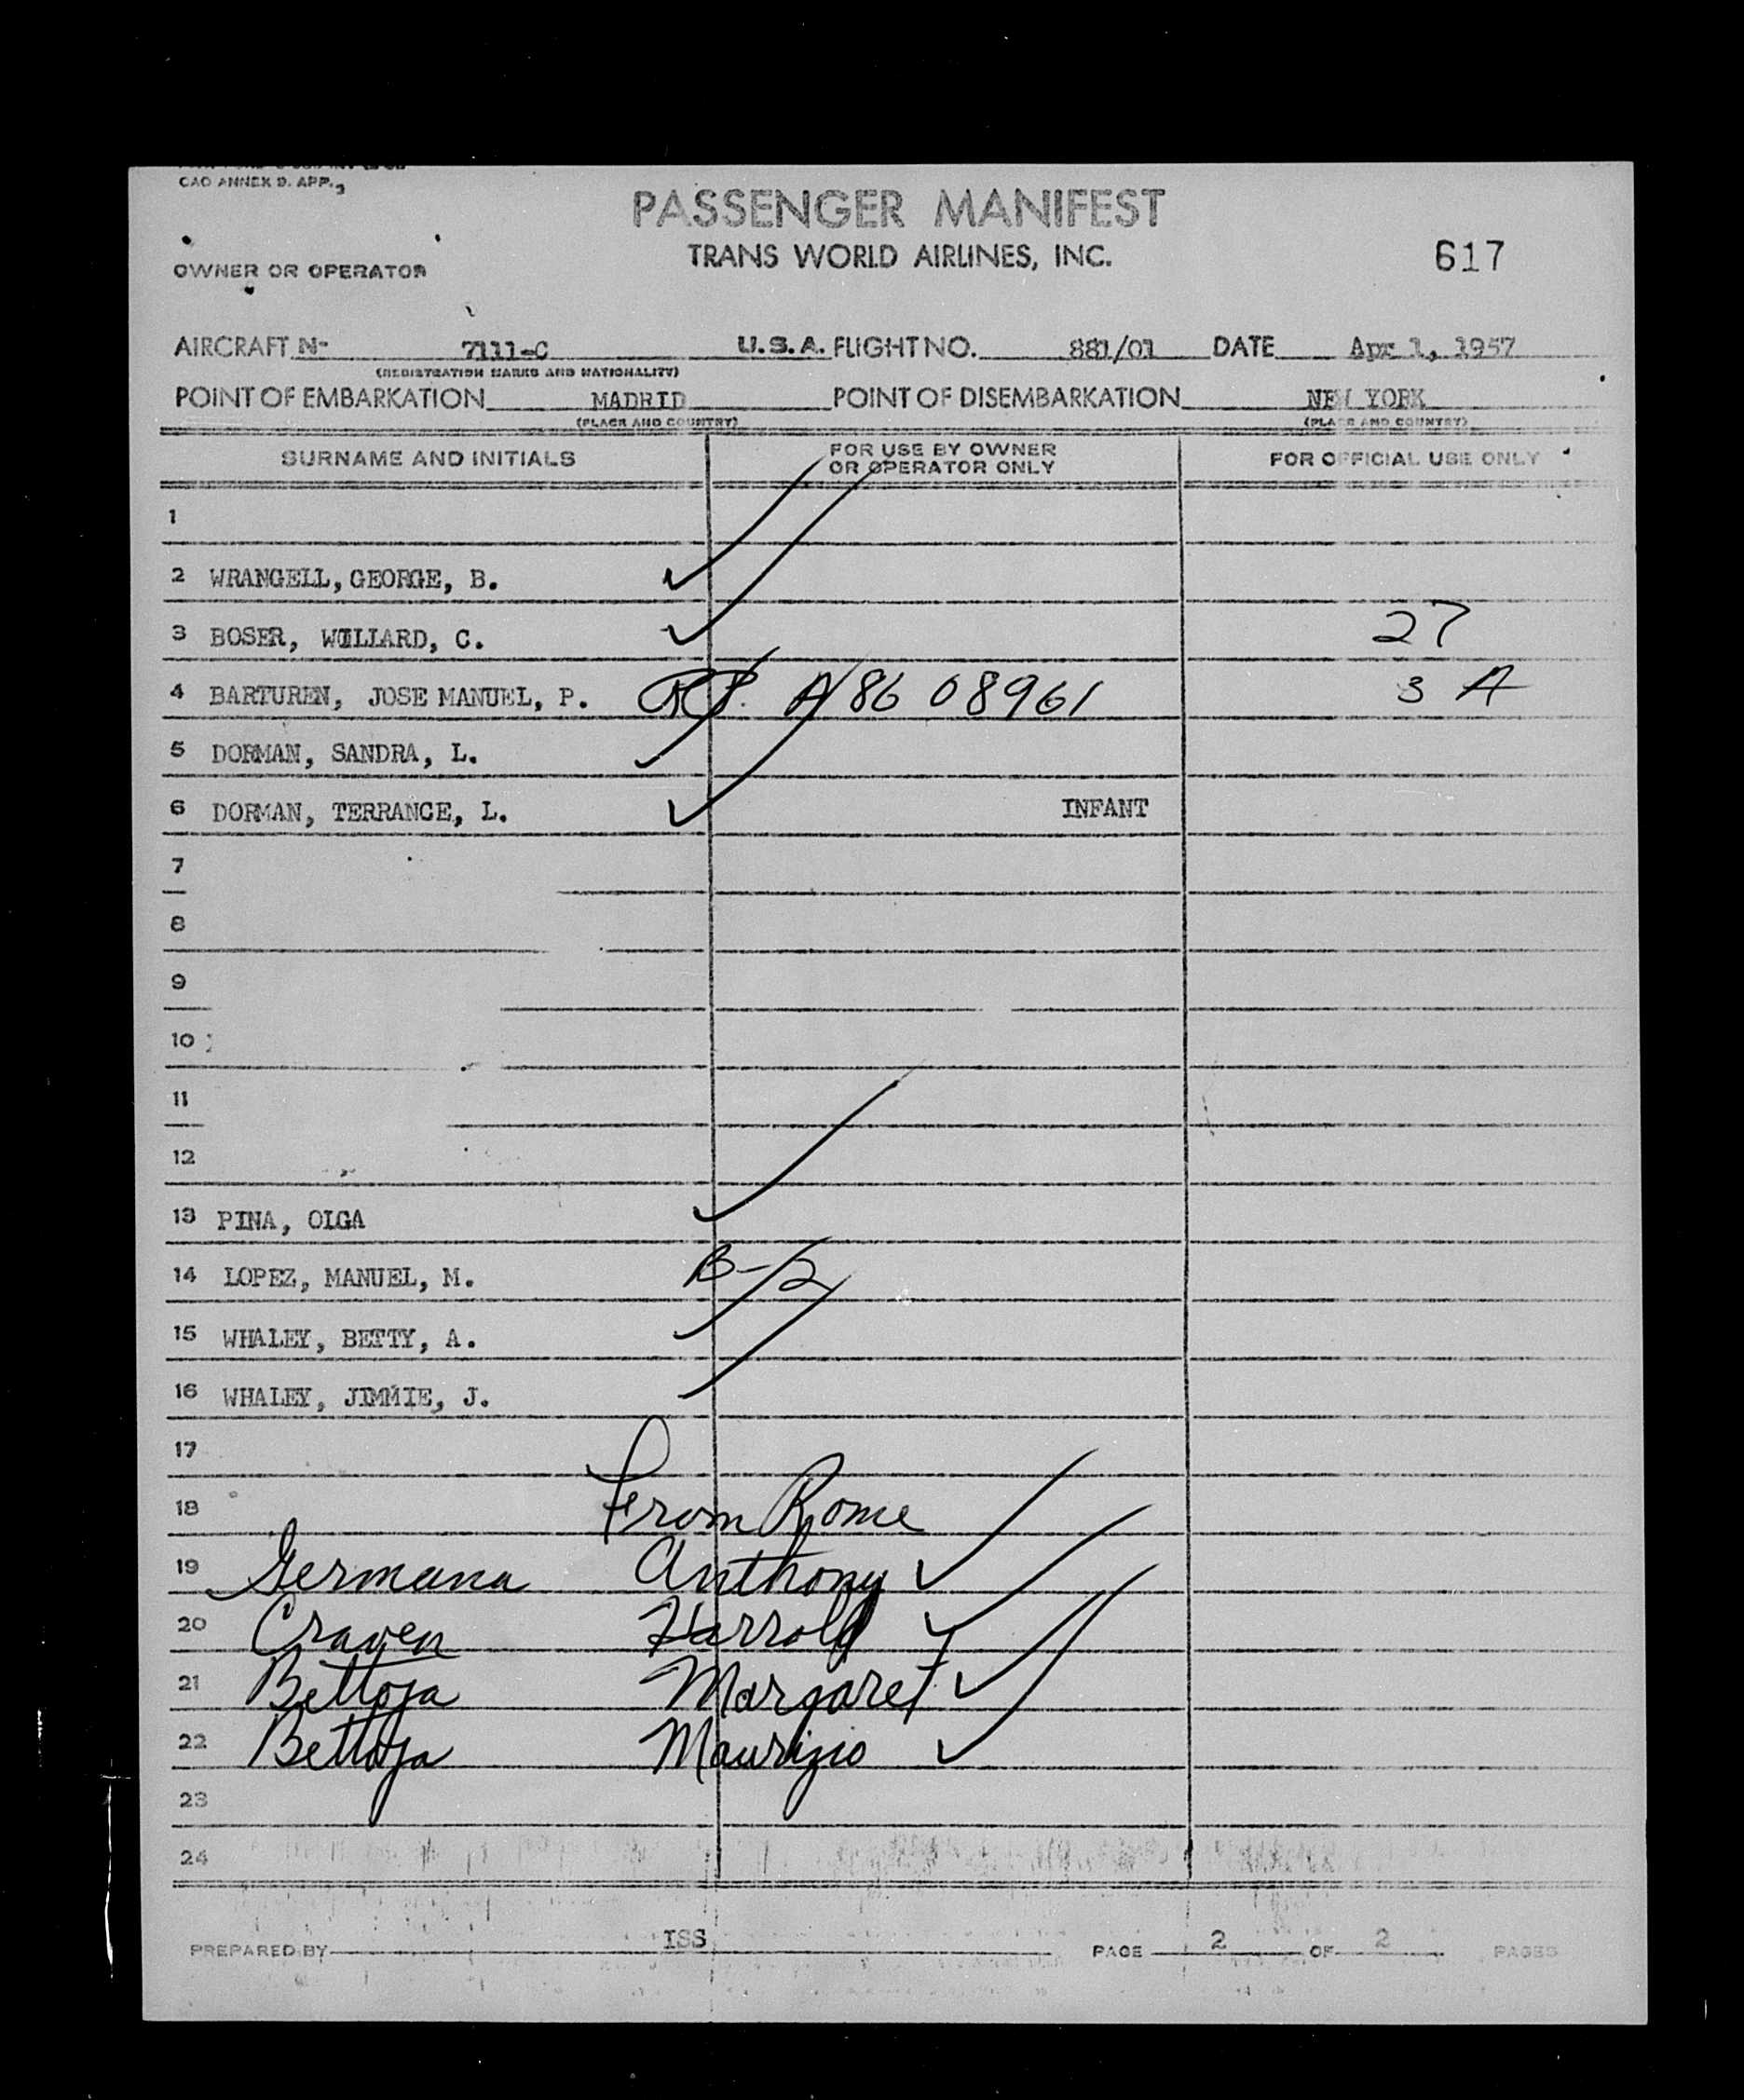 CAO ANNEX 9. APP. 3
PASSENGER MANIFEST
TRANS WORLD AIRLINES, INC.
617
OWNER OR OPERATOR
AIRCRAFT N- 7111-C U.S.A. FLIGHT NO. 881/01 DATE Apr 1, 1957
(REGISTRATION MARKS AND NATIONALITY)
POINT OF EMBARKATION MADRID POINT OF DISEMBARKATION NEW YORK
(PLACE AND COUNTRY) (PLACE AND COUNTRY)
SURNAME AND INITIALS FOR USE BY OWNER OR OPERATOR ONLY FOR OFFICIAL USE ONLY
1
2 WRANGELL, GEORGE, B.
3 BOSER, WILLARD, C. 27
4 BARTUREN, JOSE MANUEL, P. RP. A/86 08961 3 A
5 DORMAN, SANDRA, L.
6 DORMAN, TERRANCE, L. INFANT
7
8
9
10
11
12
13 PINA, OLGA
14 LOPEZ, MANUEL, M. B-2
15 WHALEY, BETTY, A.
16 WHALEY, JIMMIE, J.
17
18 From Rome
19 Germana Anthony
20 Craven Harrold
21 Bettoja Margaret
22 Bettoja Maurizio
23
24
PREPARED BY ISS PAGE 2 OF 2 PAGES